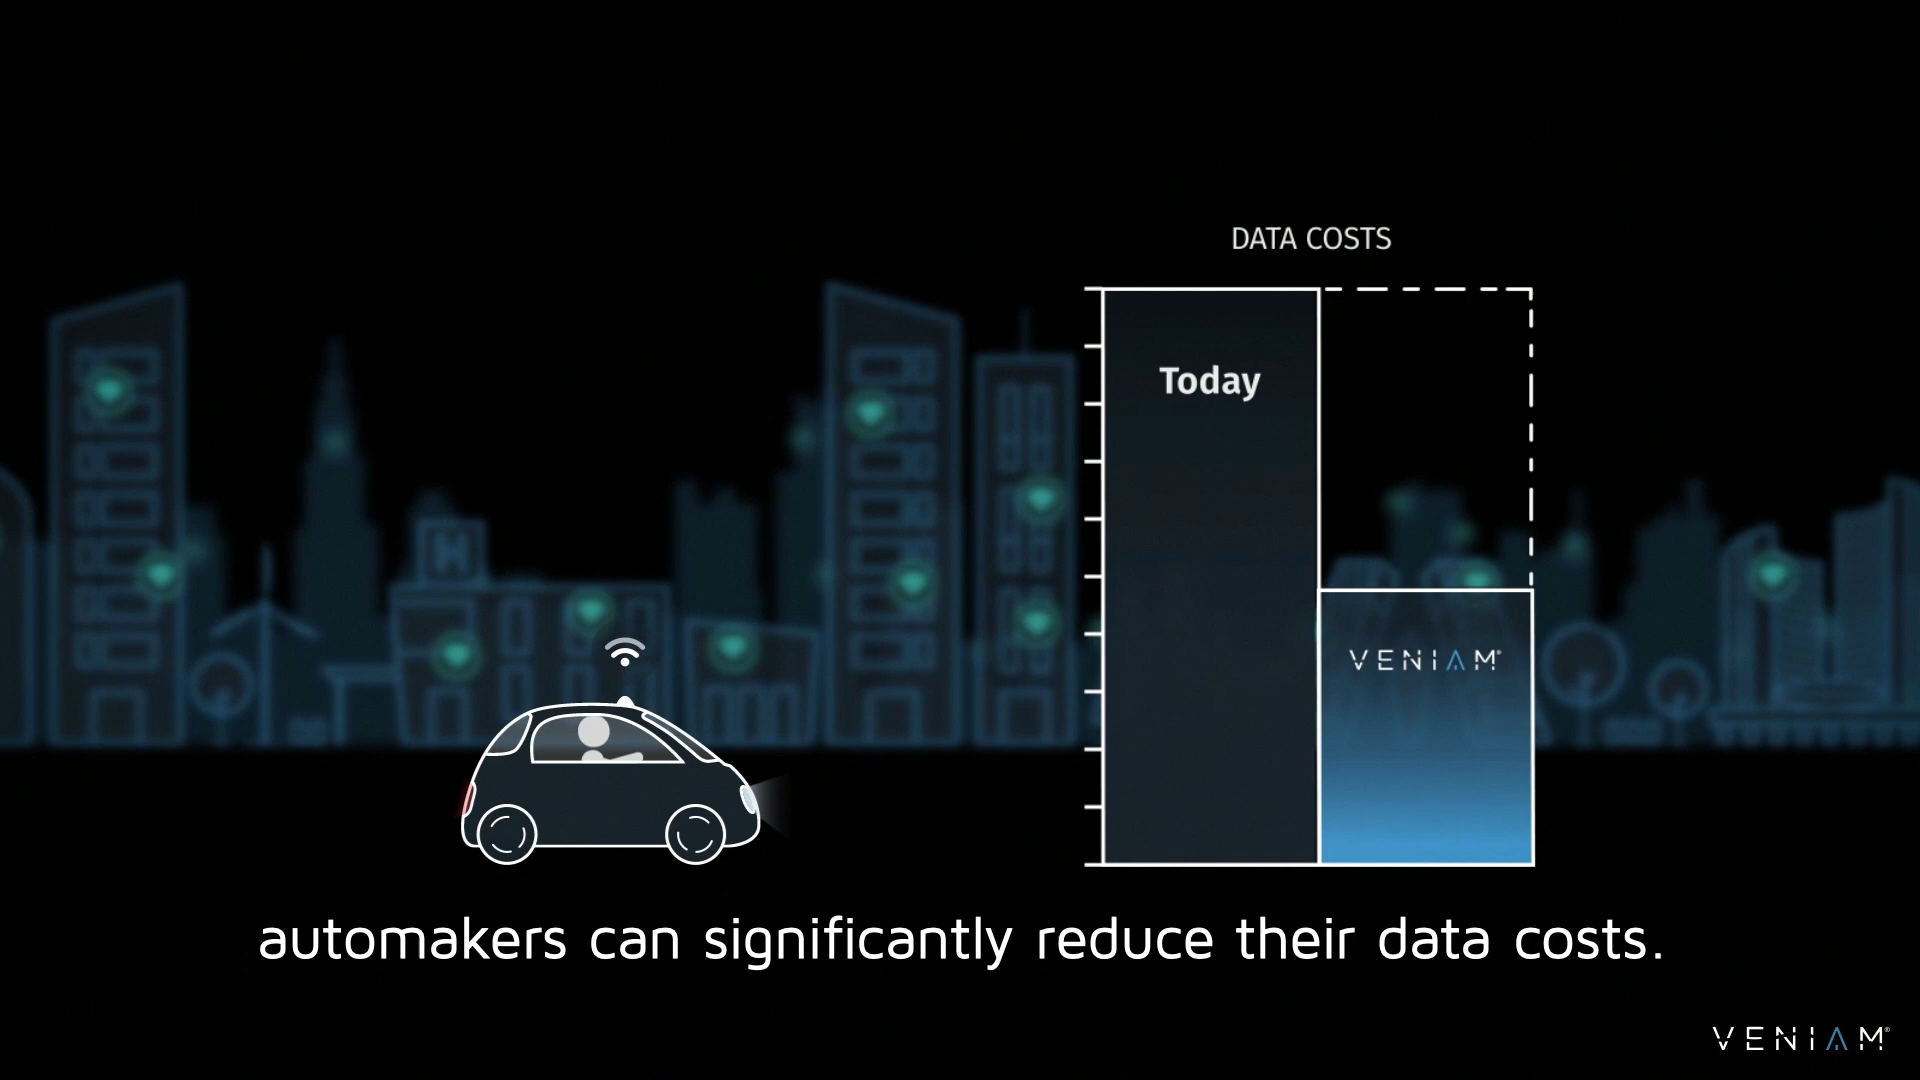 DATA COSTS
Today
VENIAM®
H
automakers can significantly reduce their data costs.
VENIAM®